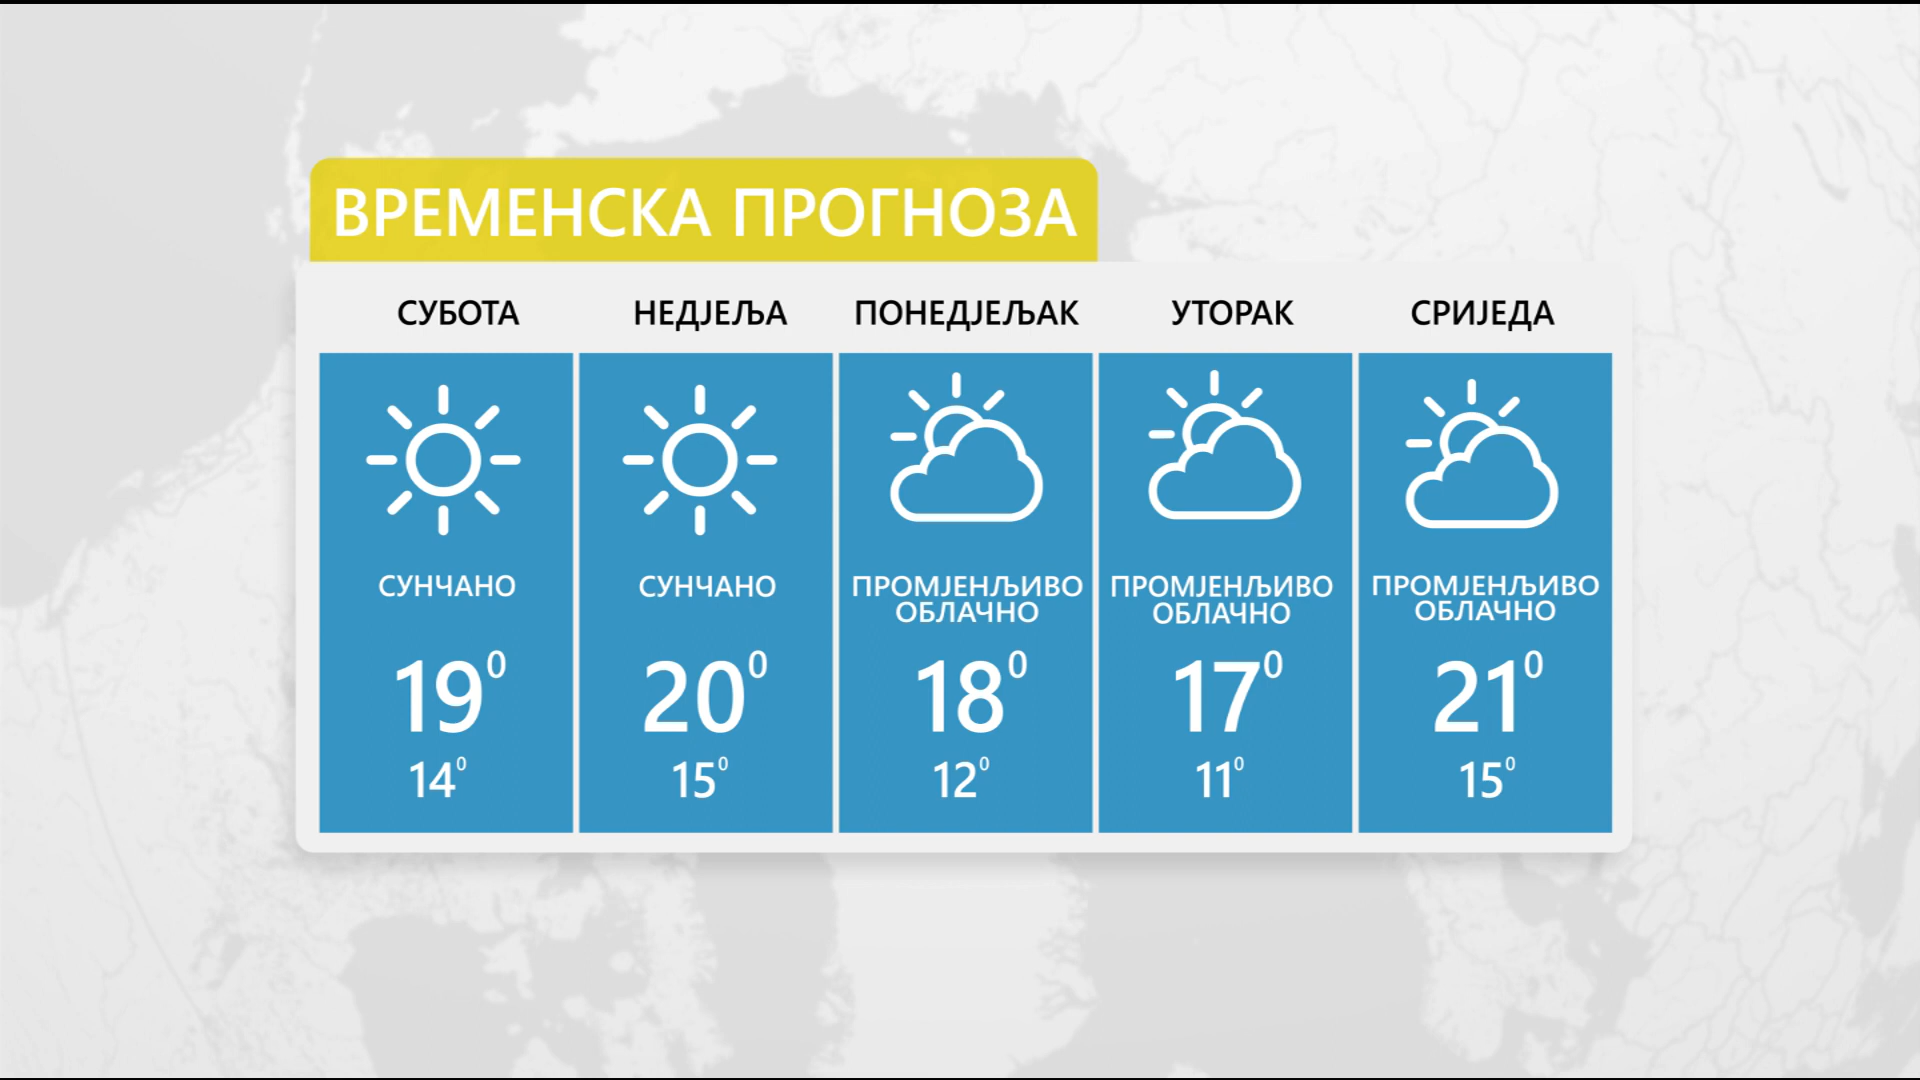 ВРЕМЕНСКА ПРОГНОЗА
СУБОТА
НЕДЈЕЉА
ПОНЕДЈЕЉАК
УТОРАК
СРИЈЕДА
СУНЧАНО
СУНЧАНО
ПРОМЈЕНЉИВО
ОБЛАЧНО
ПРОМЈЕНЉИВО
ОБЛАЧНО
ПРОМЈЕНЉИВО
ОБЛАЧНО
19⁰
20⁰
18⁰
17⁰
21⁰
14⁰
15⁰
12⁰
11⁰
15⁰